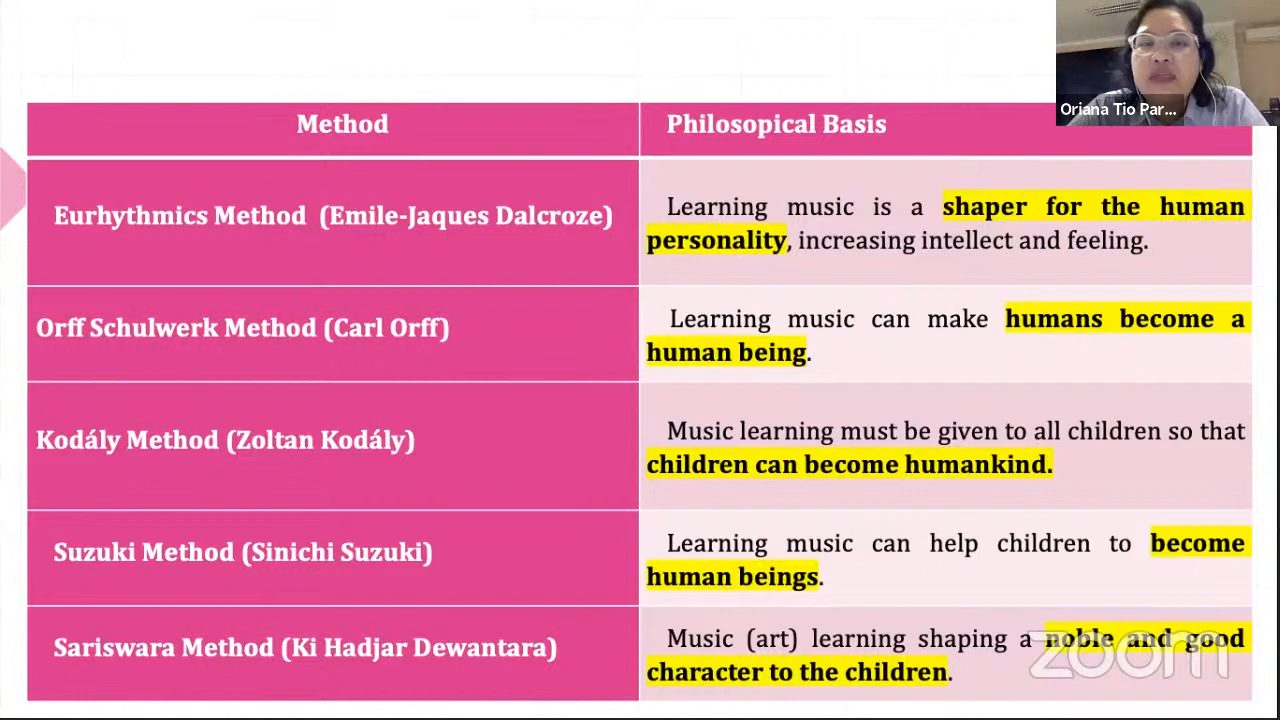 Oriana Tio Par...
Method
Philosopical Basis
Eurhythmics Method (Emile-Jaques Dalcroze)
Learning music is a shaper for the human
personality, increasing intellect and feeling.
Orff Schulwerk Method (Carl Orff)
Learning music can make humans become a
human being.
Kodály Method (Zoltan Kodály)
Music learning must be given to all children so that
children can become humankind.
Suzuki Method (Sinichi Suzuki)
Learning music can help children to become
human beings.
Sariswara Method (Ki Hadjar Dewantara)
Music (art) learning shaping a noble and good
character to the children.
zoom